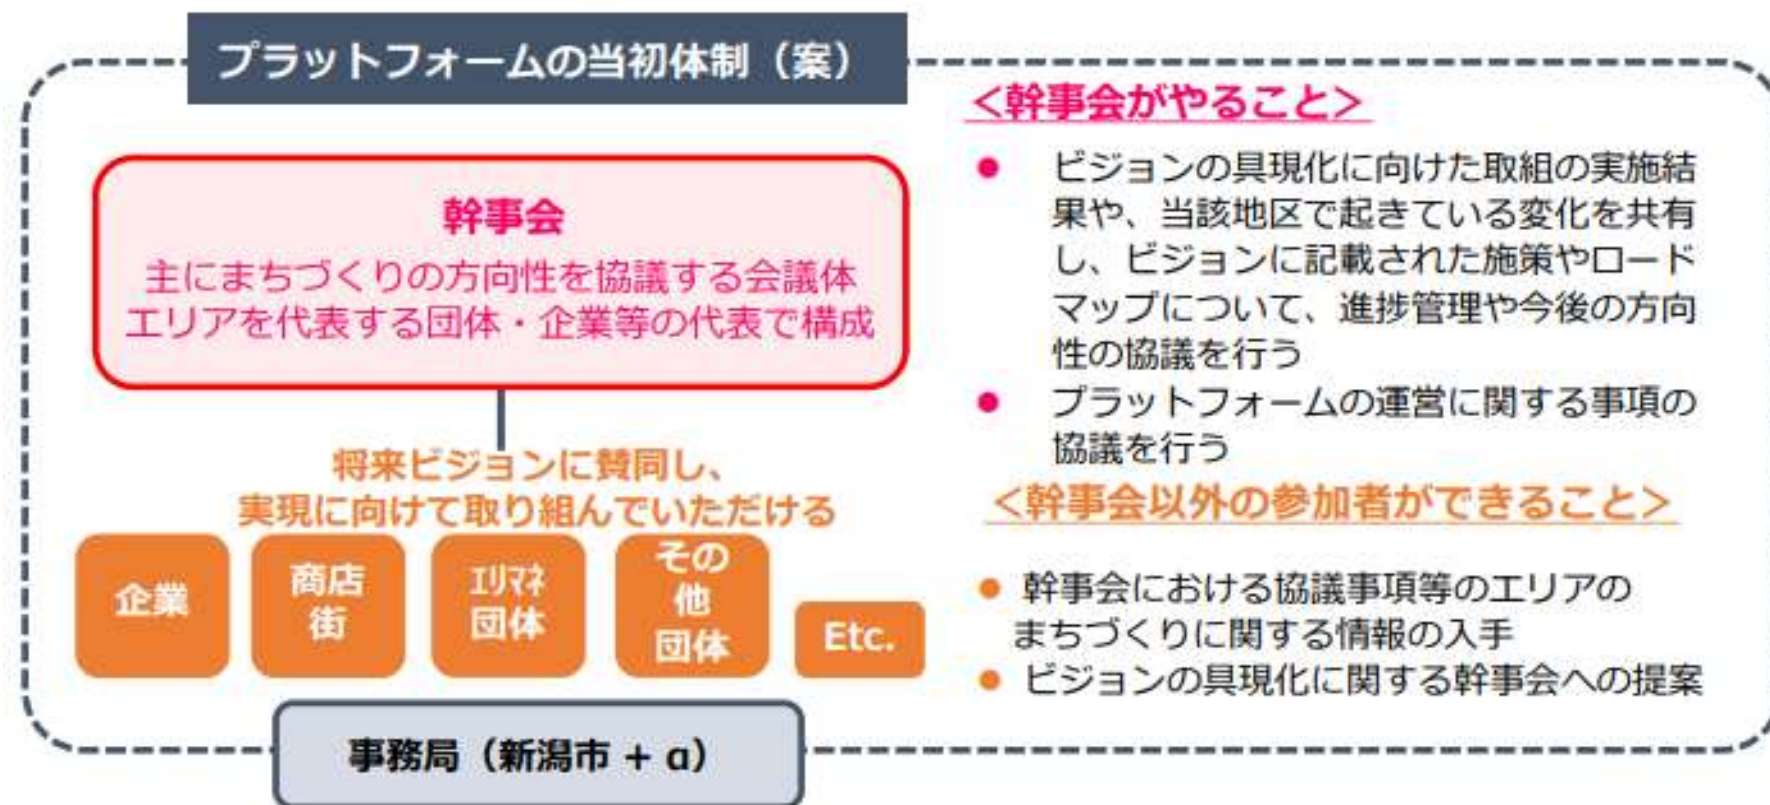 プラットフォームの当初体制（案）
幹事会
主にまちづくりの方向性を協議する会議体
エリアを代表する団体・企業等の代表で構成
将来ビジョンに賛同し、
実現に向けて取り組んでいただける
企業
商店
街
ｴﾘﾏﾈ
団体
その
他
団体
Etc.
事務局（新潟市 + α）
＜幹事会がやること＞
● ビジョンの具現化に向けた取組の実施結
果や、当該地区で起きている変化を共有
し、ビジョンに記載された施策やロード
マップについて、進捗管理や今後の方向
性の協議を行う
● プラットフォームの運営に関する事項の
協議を行う
＜幹事会以外の参加者ができること＞
● 幹事会における協議事項等のエリアの
まちづくりに関する情報の入手
● ビジョンの具現化に関する幹事会への提案